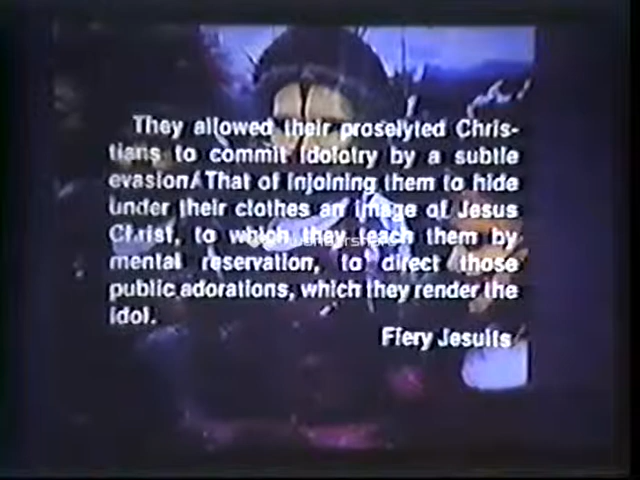 They allowed their proselyted Chris-
tians to commit idolotry by a subtle
evasion/ That of injoining them to hide
under their clothes an image of Jesus
Christ, to which they teach them by
mental reservation, to direct those
public adorations, which they render the
idol.
Fiery Jesuits